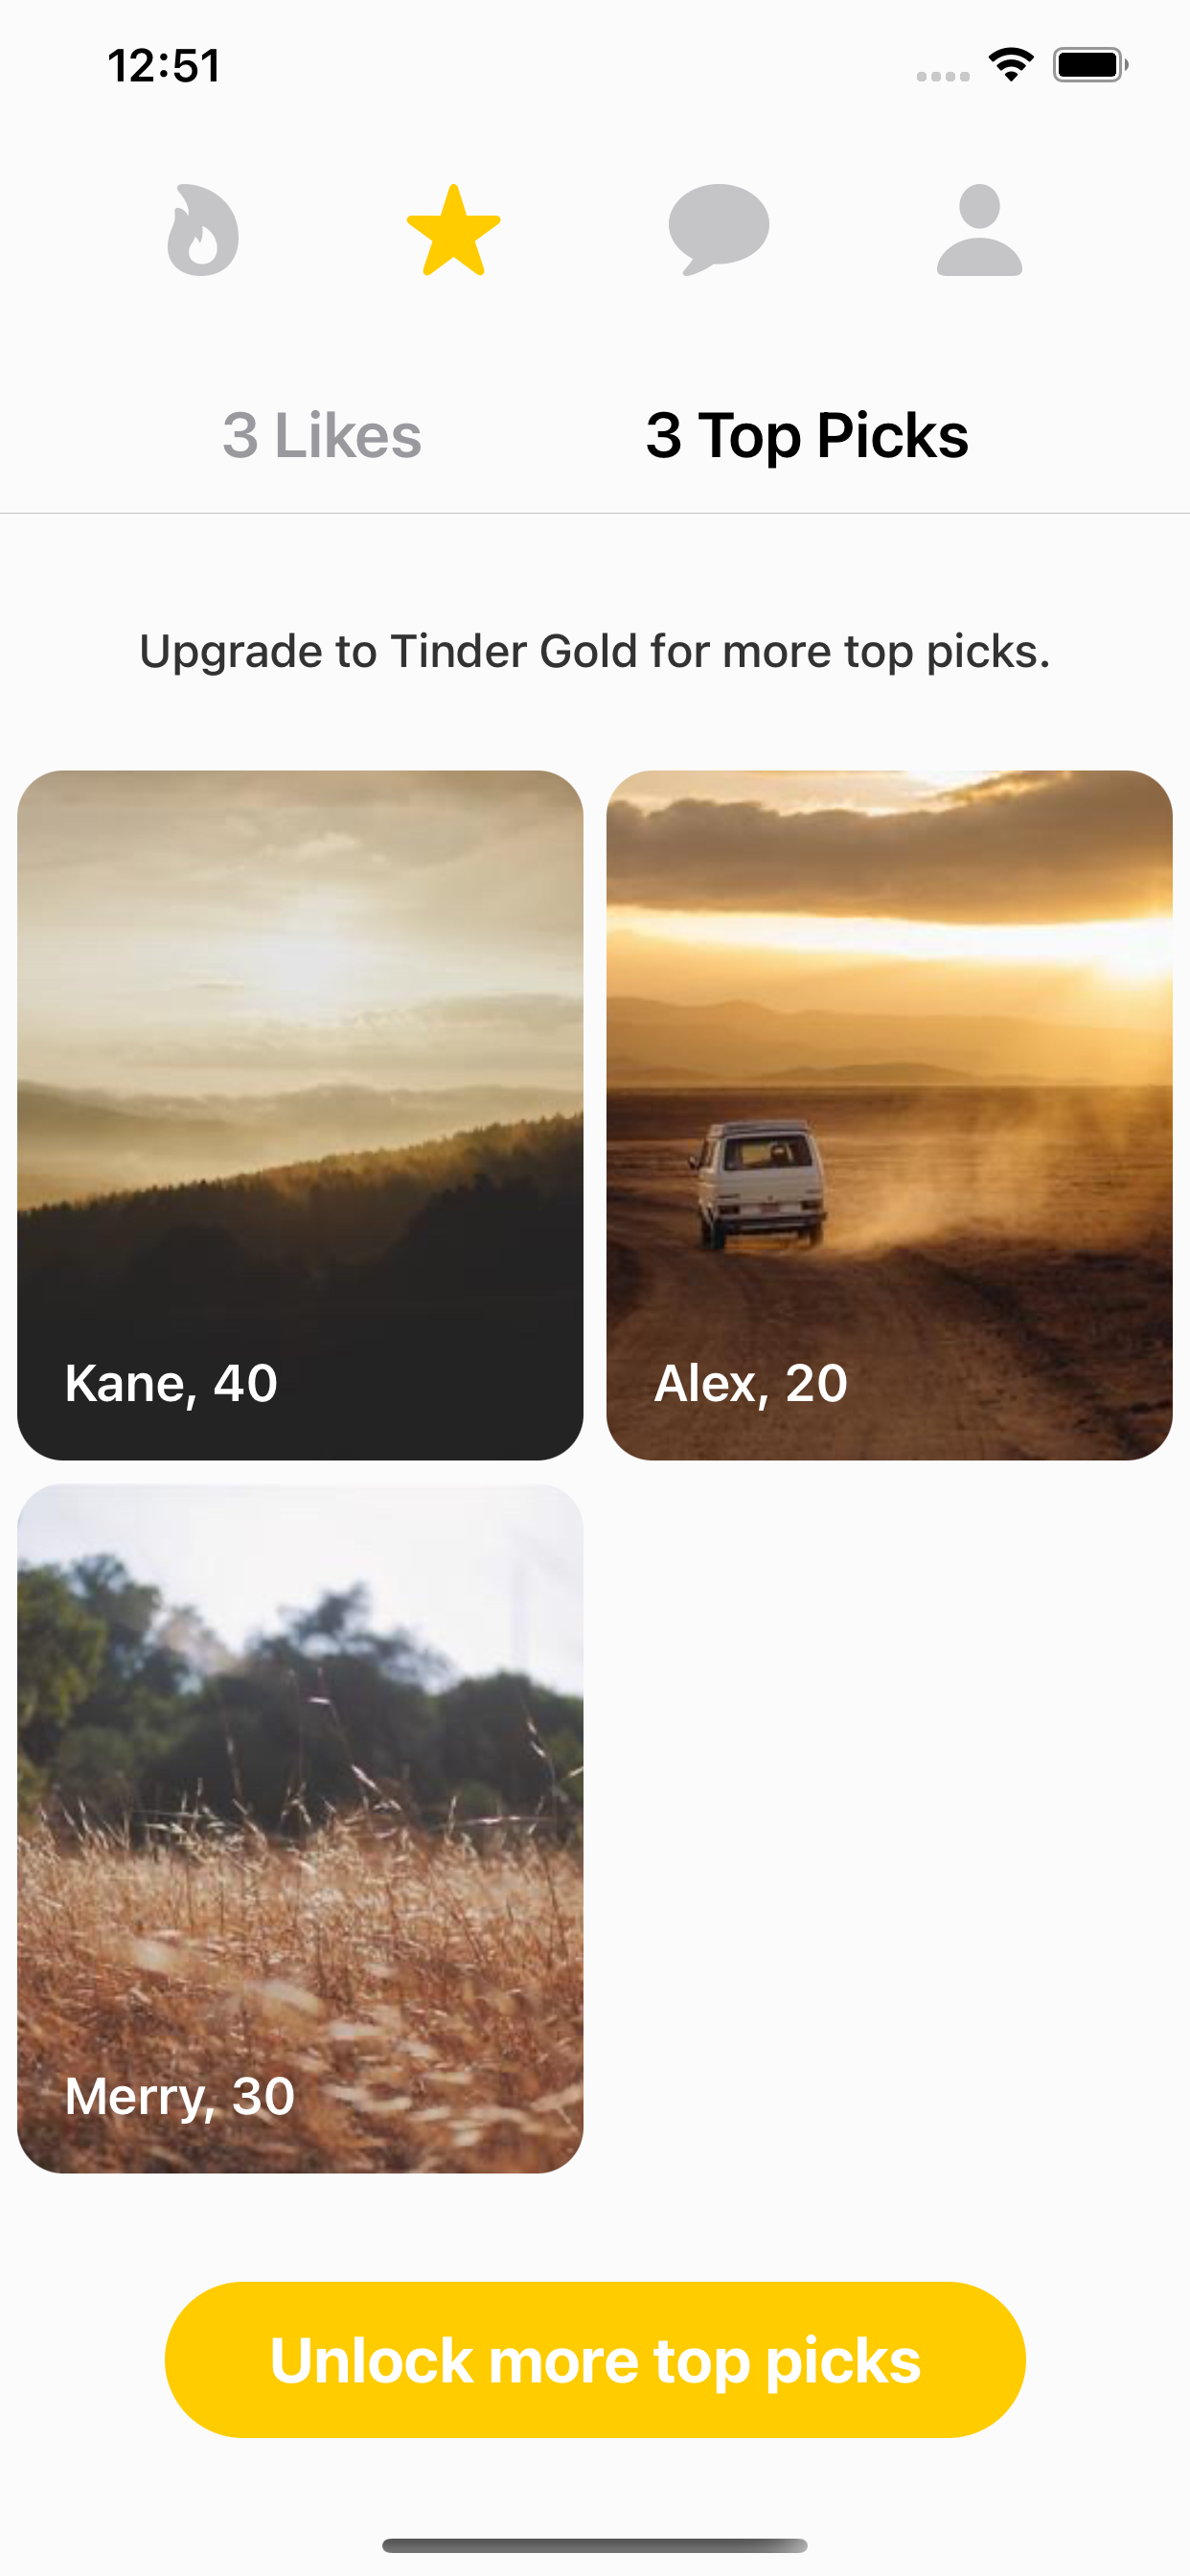 12:51
3 Likes
3 Top Picks
Upgrade to Tinder Gold for more top picks.
Kane, 40
Alex, 20
Merry, 30
Unlock more top picks